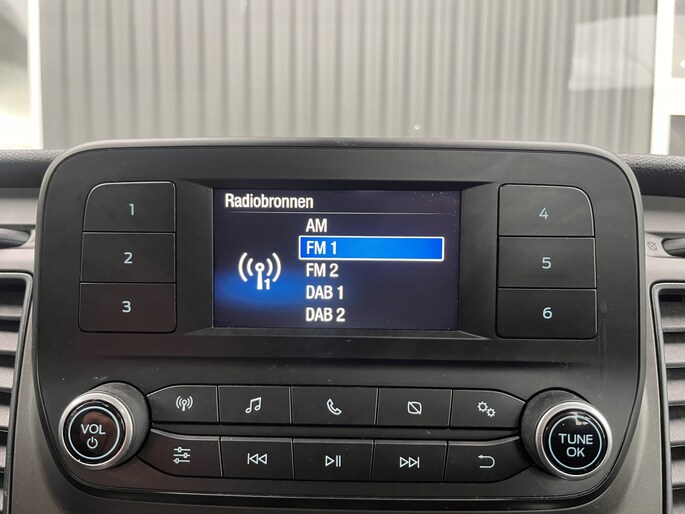 Radiobronnen
AM
FM 1
FM 2
DAB 1
DAB 2
1
1
2
3
4
5
6
VOL
TUNE
OK